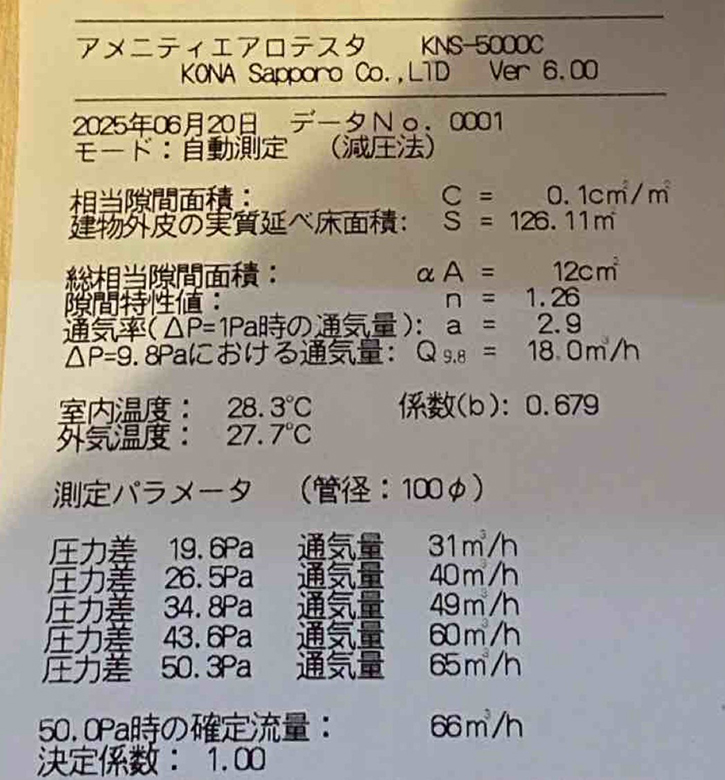 アメニティエアロテスタ KNS-5000C
KONA Sapporo Co.,LTD Ver 6.00
2025年06月20日 データNo. 0001
モード：自動測定 （減圧法）
相当隙間面積： C = 0.1cm²/m²
建物外皮の実質延べ床面積： S = 126.11m²
総相当隙間面積： αA = 12cm²
隙間特性値： n = 1.26
通気率(△P=1Pa時の通気量)： a = 2.9
△P=9.8Paにおける通気量： Q9.8 = 18.0m³/h
室内温度： 28.3℃ 係数(b)： 0.679
外気温度： 27.7℃
測定パラメータ （管径：100φ）
圧力差 19.6Pa 通気量 31m³/h
圧力差 26.5Pa 通気量 40m³/h
圧力差 34.8Pa 通気量 49m³/h
圧力差 43.6Pa 通気量 60m³/h
圧力差 50.3Pa 通気量 65m³/h
50.0Pa時の確定流量： 66m³/h
決定係数： 1.00